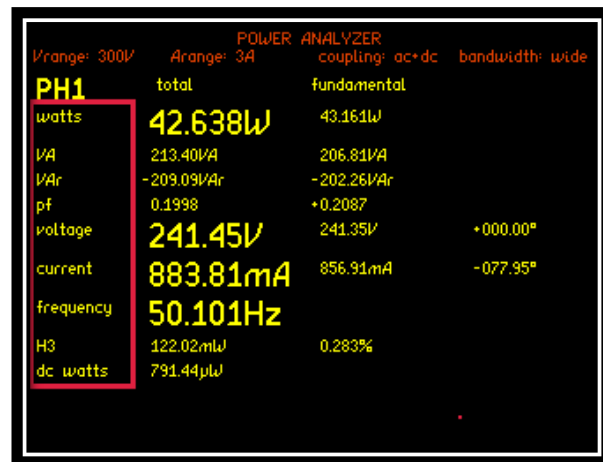 POWER ANALYZER
Vrange: 300V Arange: 3A coupling: ac+dc bandwidth: wide
PH1 total fundamental
watts 42.638W 43.161W
VA 213.40VA 206.81VA
VAr -209.09VAr -202.26VAr
pf 0.1998 +0.2087
voltage 241.45V 241.35V +000.00°
current 883.81mA 856.91mA -077.95°
frequency 50.101Hz
H3 122.02mW 0.283%
dc watts 791.44µW